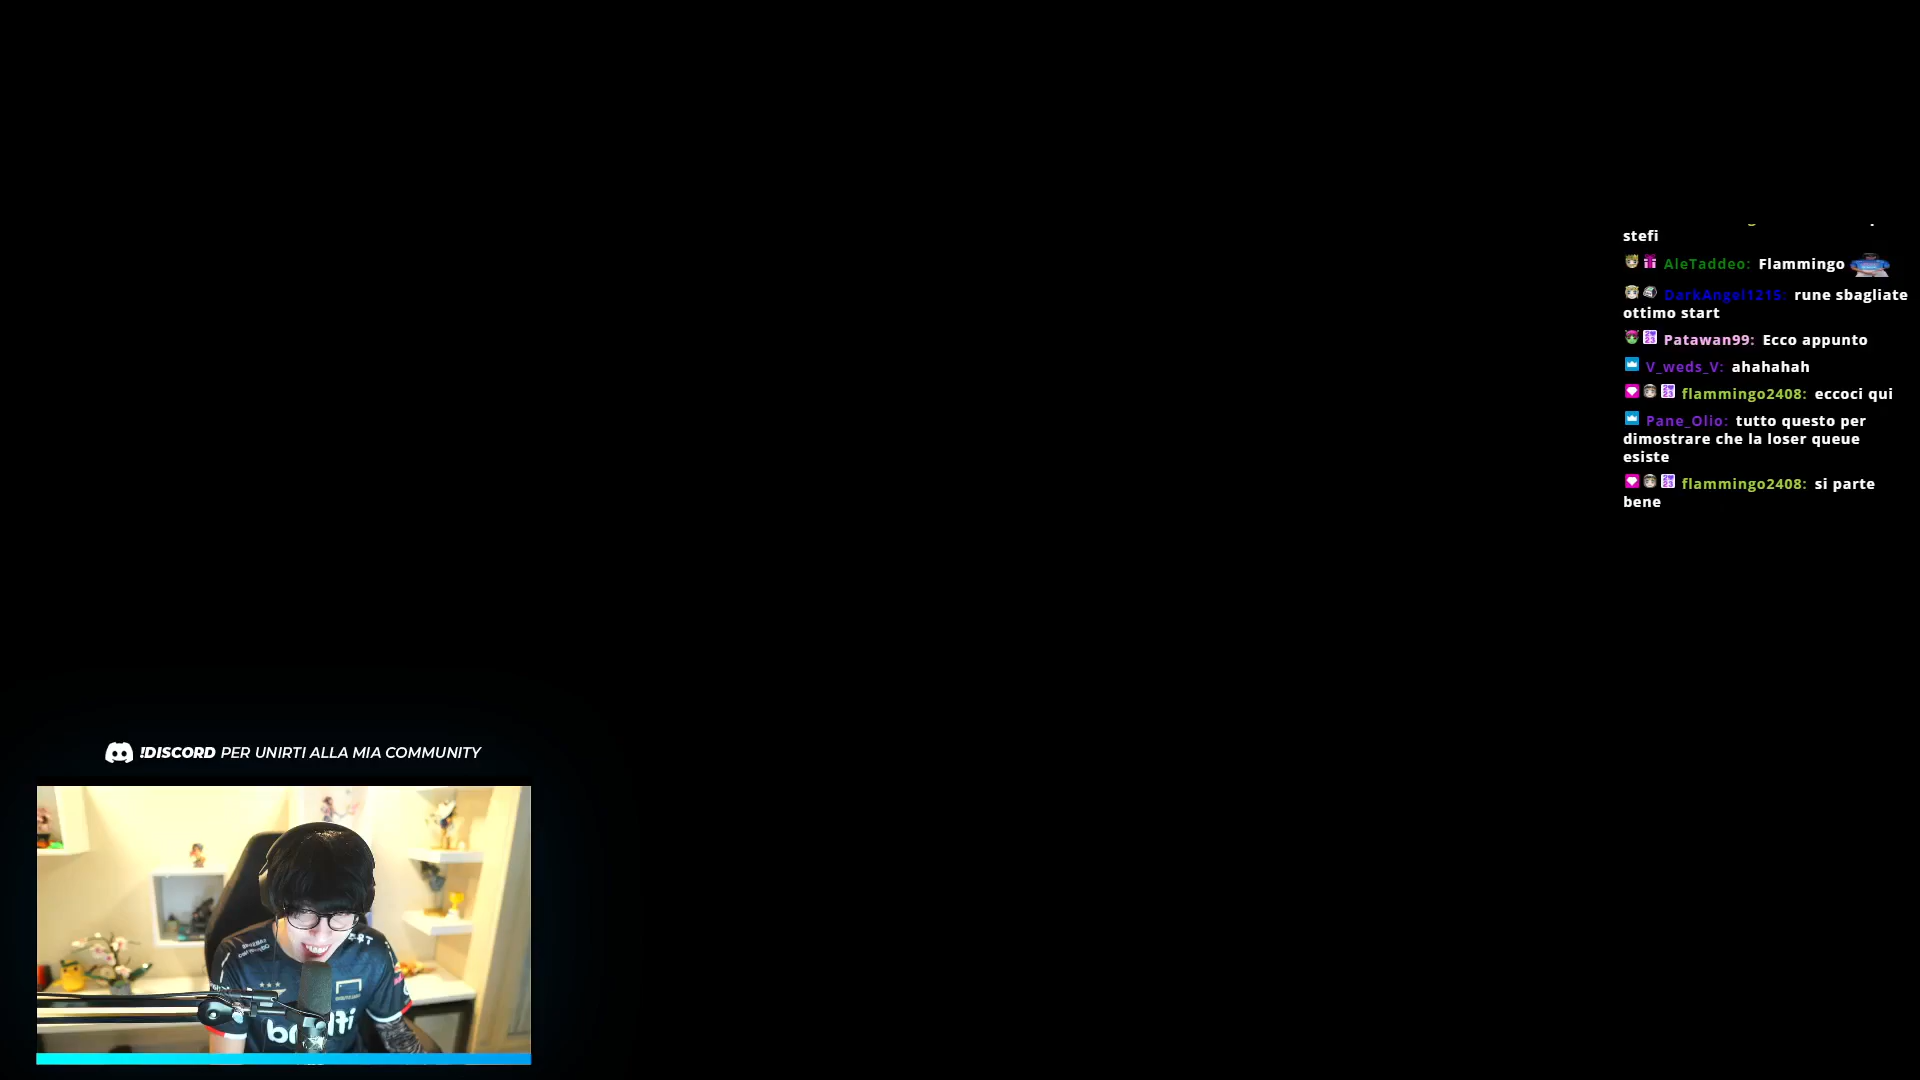 stefi
AleTaddeo: Flammingo
DarkAngel1215: rune sbagliate
ottimo start
Patawan99: Ecco appunto
V_weds_V: ahahahah
flammingo2408: eccoci qui
Pane_Olio: tutto questo per
dimostrare che la loser queue
esiste
flammingo2408: si parte
bene
!DISCORD PER UNIRTI ALLA MIA COMMUNITY